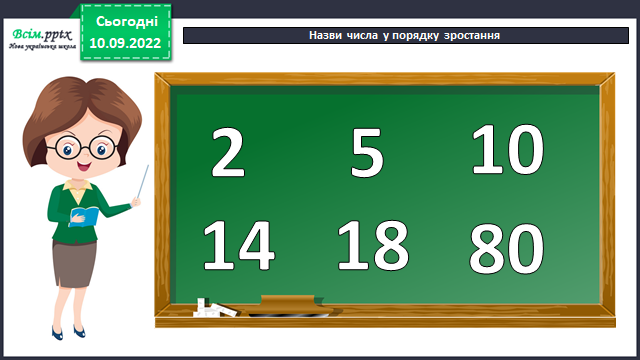 Всім.pptx
Нова українська школа
Сьогодні
10.09.2022
Назви числа у порядку зростання
2 5 10
14 18 80